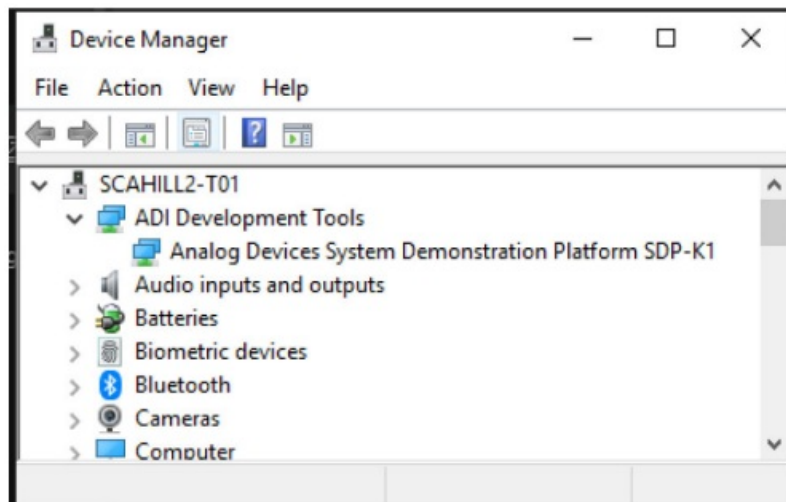 Device Manager
File Action View Help
SCAHILL2-T01
ADI Development Tools
Analog Devices System Demonstration Platform SDP-K1
Audio inputs and outputs
Batteries
Biometric devices
Bluetooth
Cameras
Computer